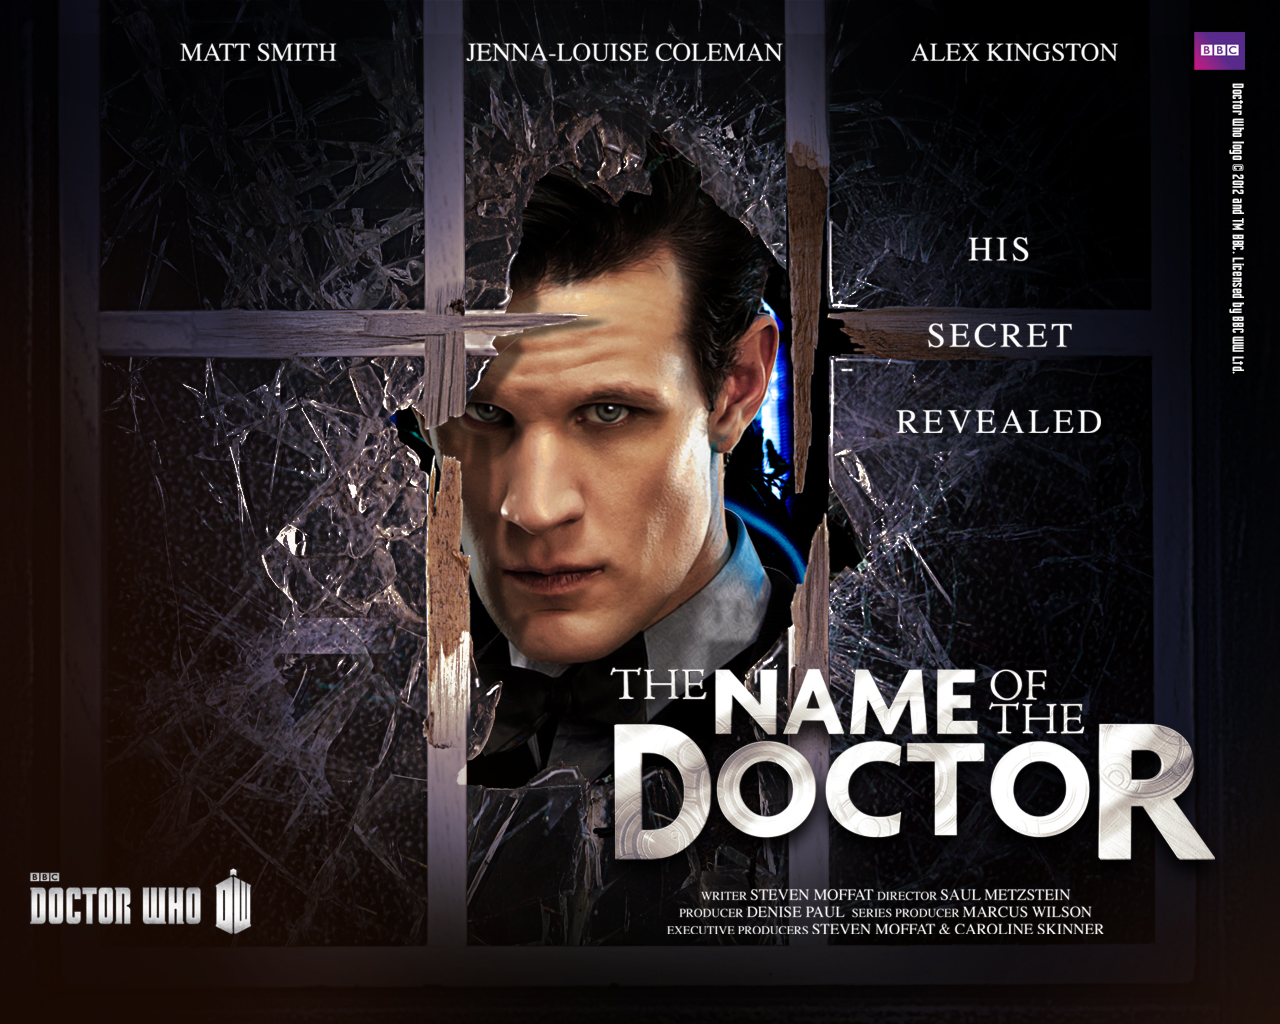 MATT SMITH
JENNA-LOUISE COLEMAN
ALEX KINGSTON
BBC
Doctor Who logo © 2012 and TM BBC. Licensed by BBC WW Ltd.
HIS
SECRET
REVEALED
THE NAME OF THE
DOCTOR
WRITER STEVEN MOFFAT DIRECTOR SAUL METZSTEIN
PRODUCER DENISE PAUL SERIES PRODUCER MARCUS WILSON
EXECUTIVE PRODUCERS STEVEN MOFFAT & CAROLINE SKINNER
BBC
DOCTOR WHO DW